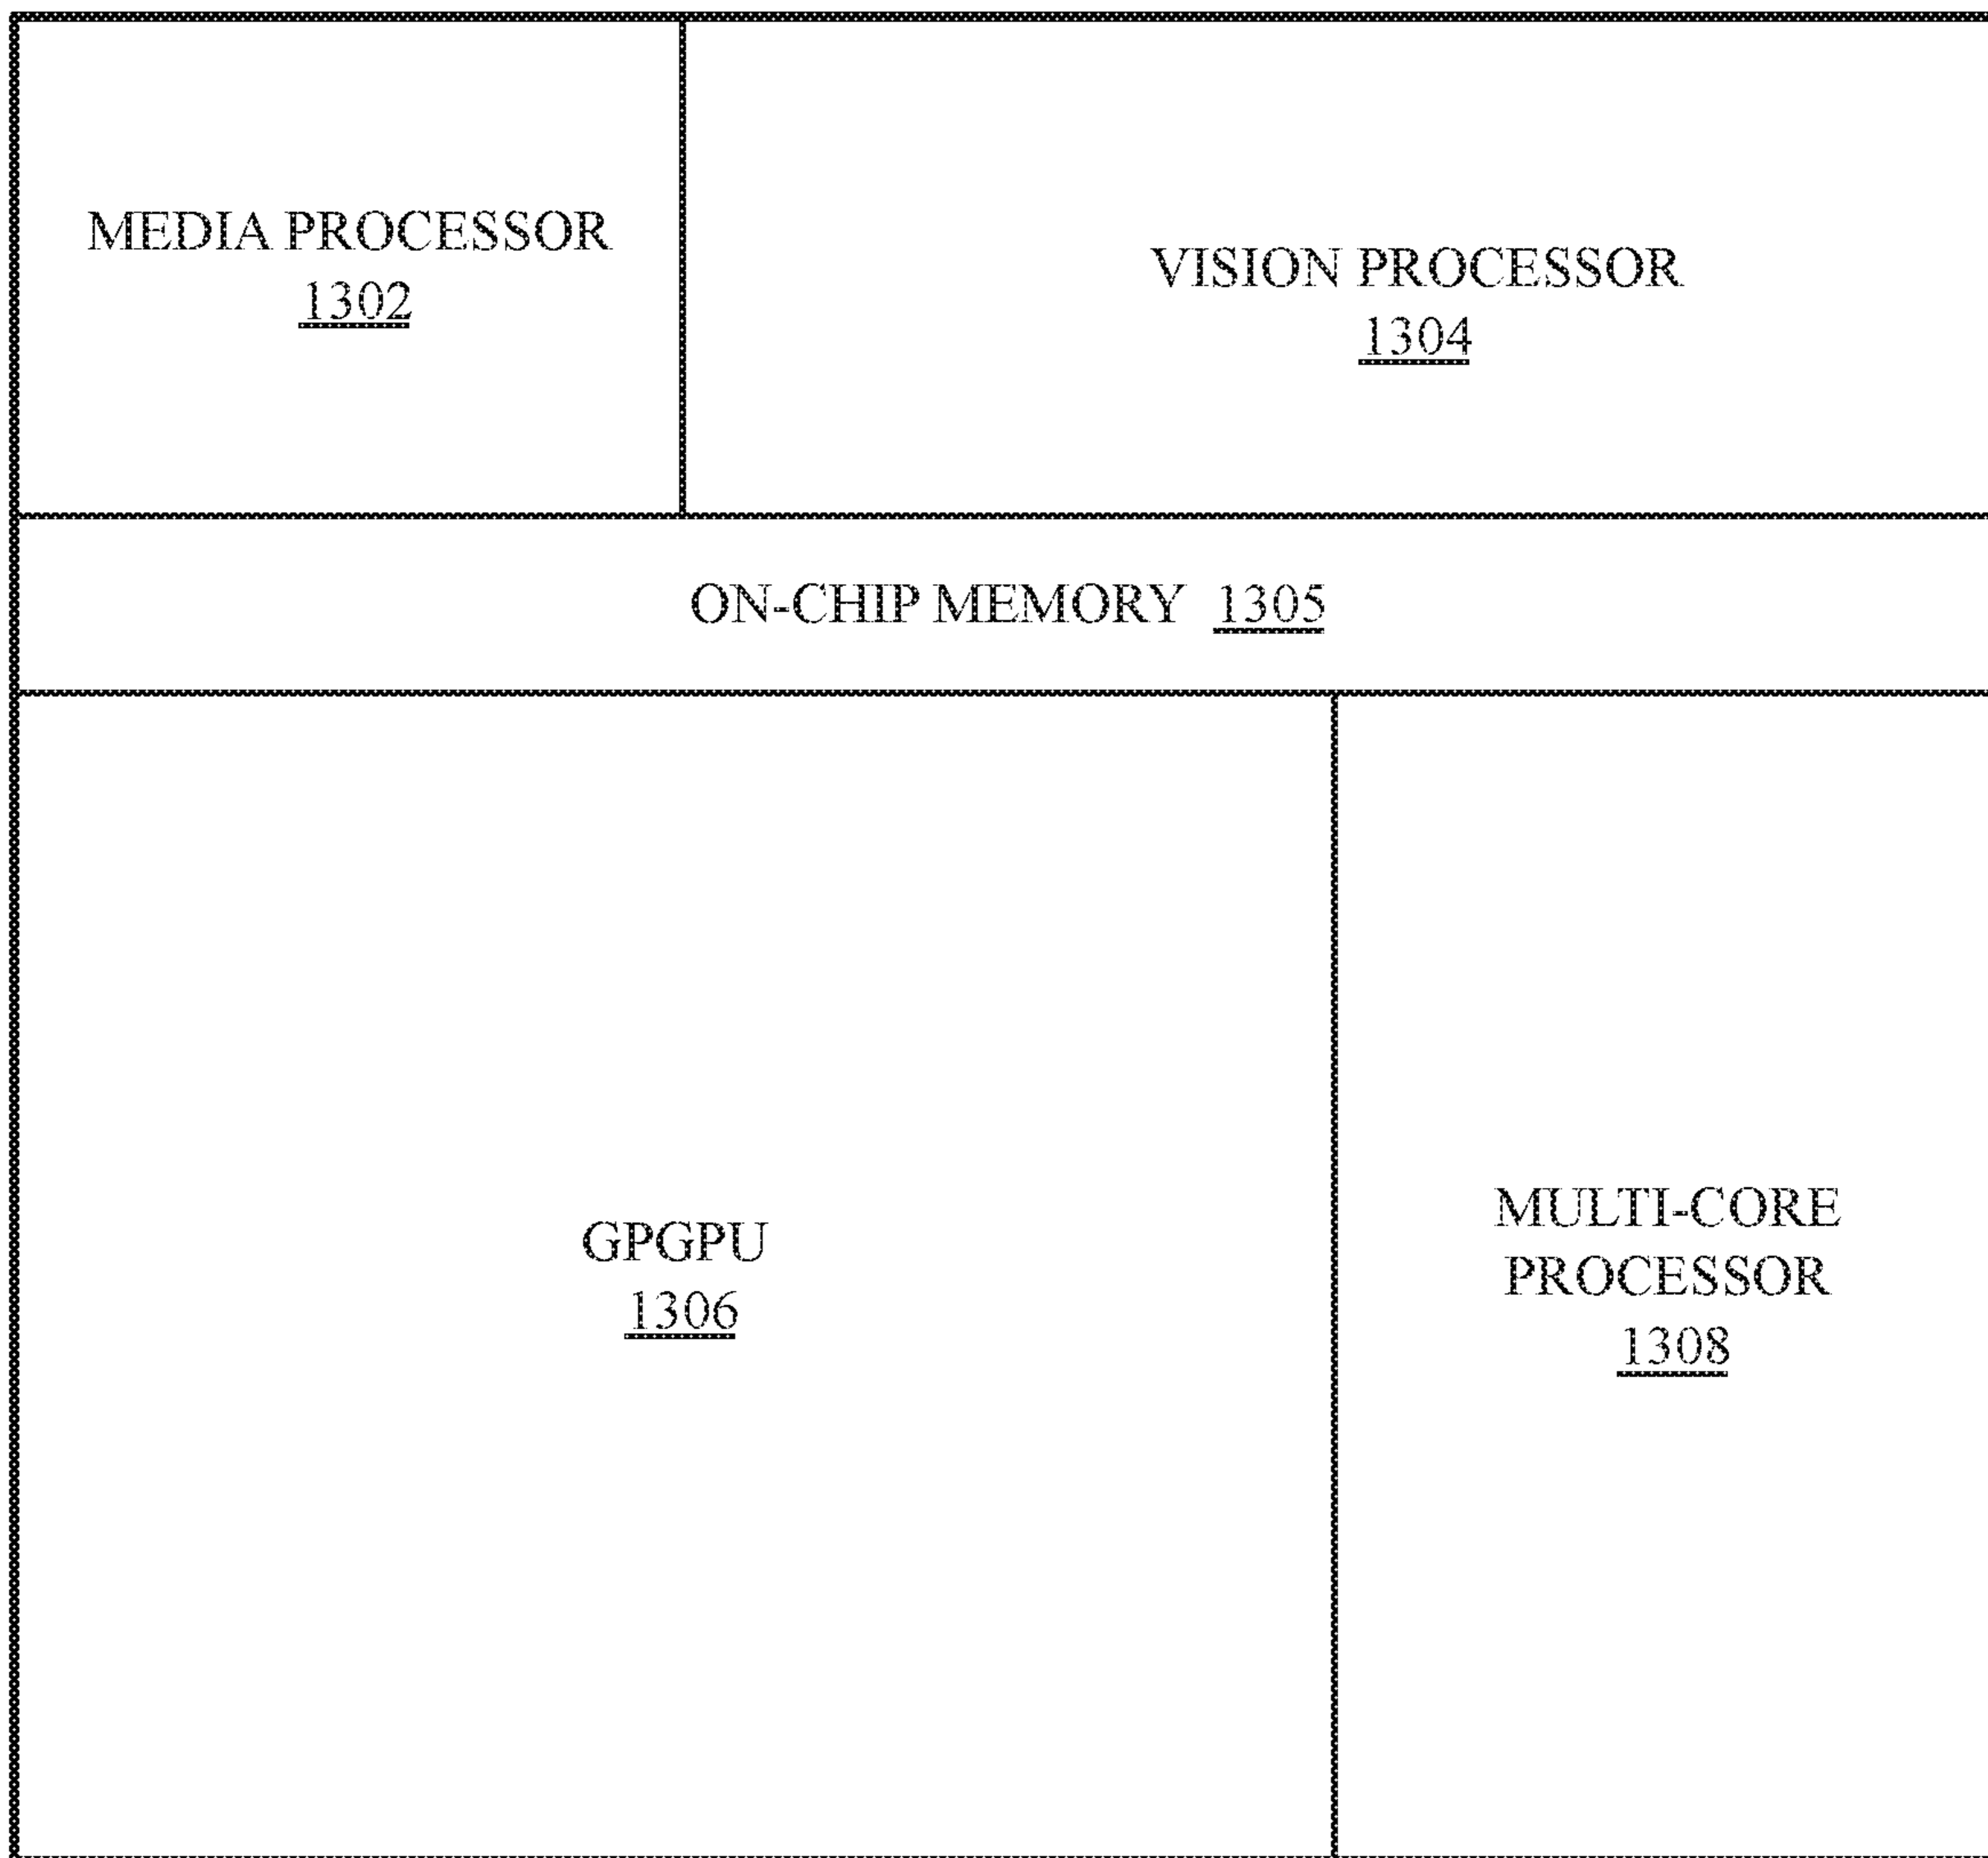 MEDIA PROCESSOR
1302
VISION PROCESSOR
1304
ON-CHIP MEMORY 1305
GPGPU
1306
MULTI-CORE
PROCESSOR
1308